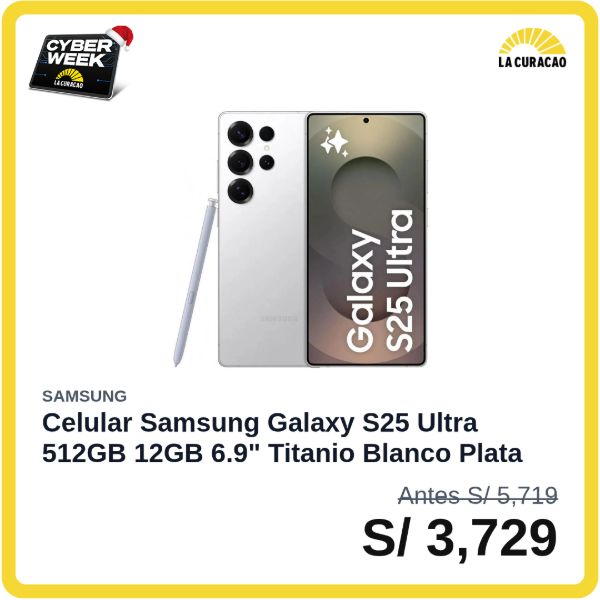 CYBER
WEEK
LA CURACAO
LA CURACAO
SAMSUNG
Galaxy
S25 Ultra
SAMSUNG
Celular Samsung Galaxy S25 Ultra
512GB 12GB 6.9" Titanio Blanco Plata
Antes S/ 5,719
S/ 3,729